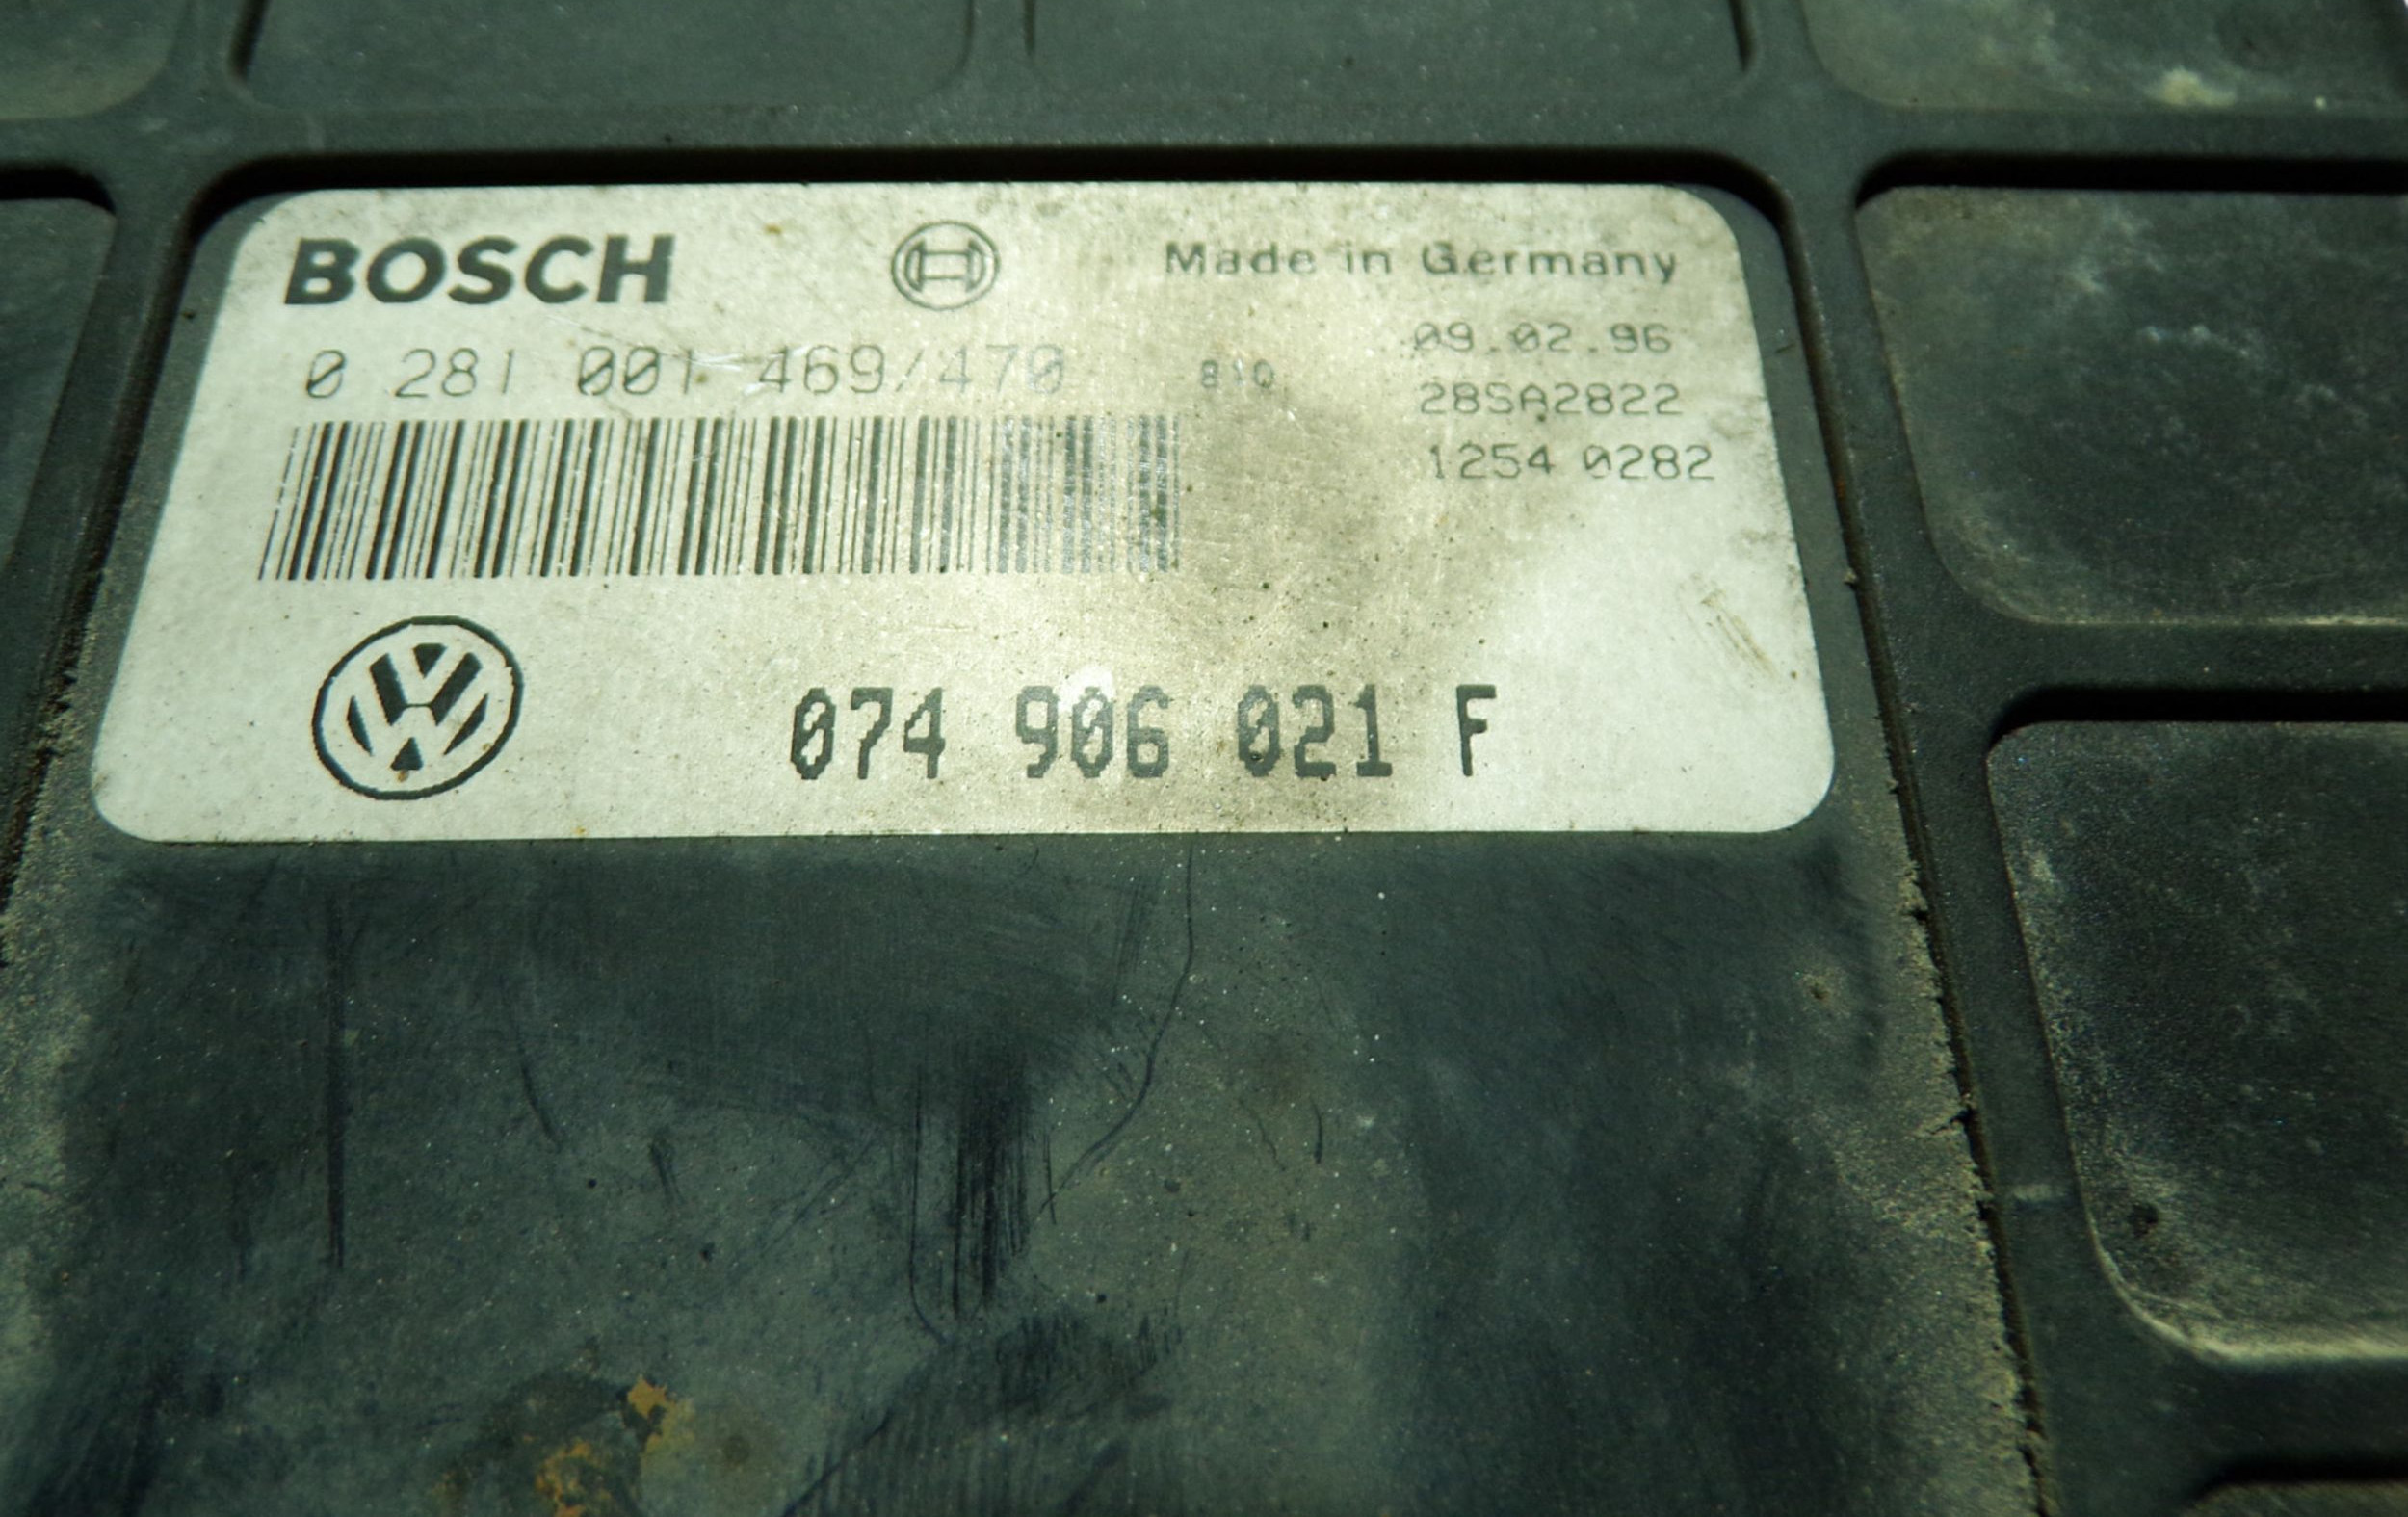 BOSCH
Made in Germany
0 281 001 469/470
09.02.96
28SA2822
1254 0282
074 906 021 F